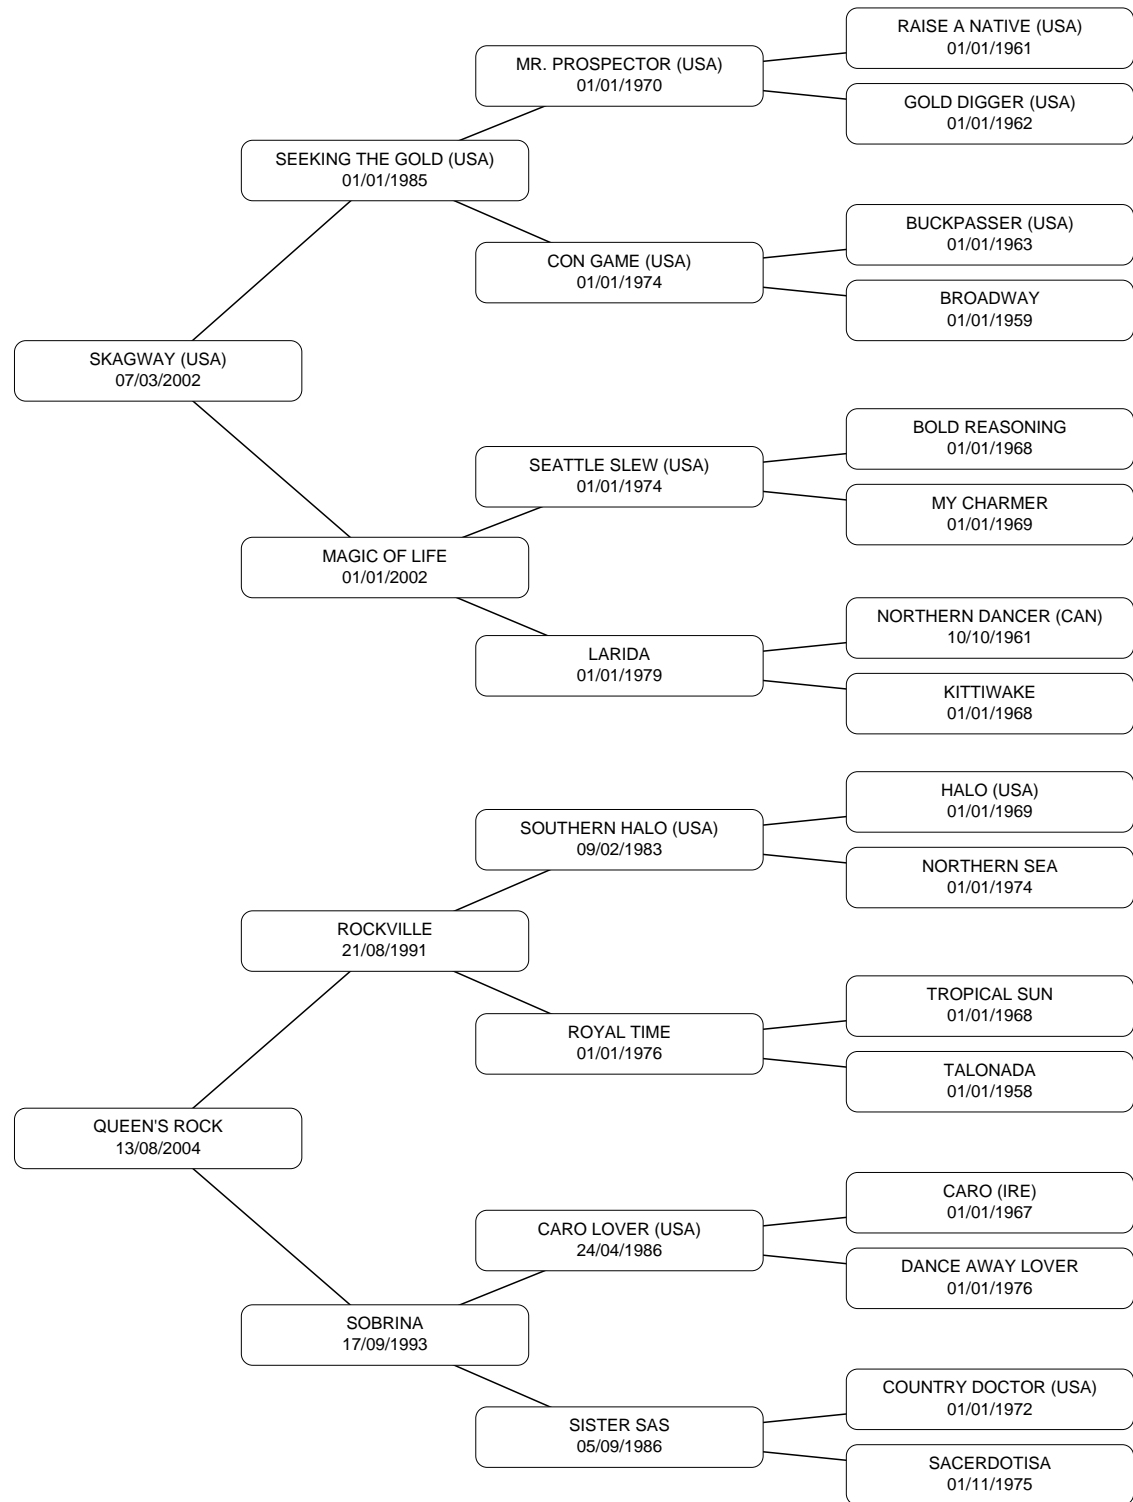 RAISE A NATIVE (USA)
01/01/1961
MR. PROSPECTOR (USA)
01/01/1970
GOLD DIGGER (USA)
01/01/1962
SEEKING THE GOLD (USA)
01/01/1985
BUCKPASSER (USA)
01/01/1963
CON GAME (USA)
01/01/1974
BROADWAY
01/01/1959
SKAGWAY (USA)
07/03/2002
BOLD REASONING
01/01/1968
SEATTLE SLEW (USA)
01/01/1974
MY CHARMER
01/01/1969
MAGIC OF LIFE
01/01/2002
NORTHERN DANCER (CAN)
10/10/1961
LARIDA
01/01/1979
KITTIWAKE
01/01/1968
HALO (USA)
01/01/1969
SOUTHERN HALO (USA)
09/02/1983
NORTHERN SEA
01/01/1974
ROCKVILLE
21/08/1991
TROPICAL SUN
01/01/1968
ROYAL TIME
01/01/1976
TALONADA
01/01/1958
QUEEN'S ROCK
13/08/2004
CARO (IRE)
01/01/1967
CARO LOVER (USA)
24/04/1986
DANCE AWAY LOVER
01/01/1976
SOBRINA
17/09/1993
COUNTRY DOCTOR (USA)
01/01/1972
SISTER SAS
05/09/1986
SACERDOTISA
01/11/1975